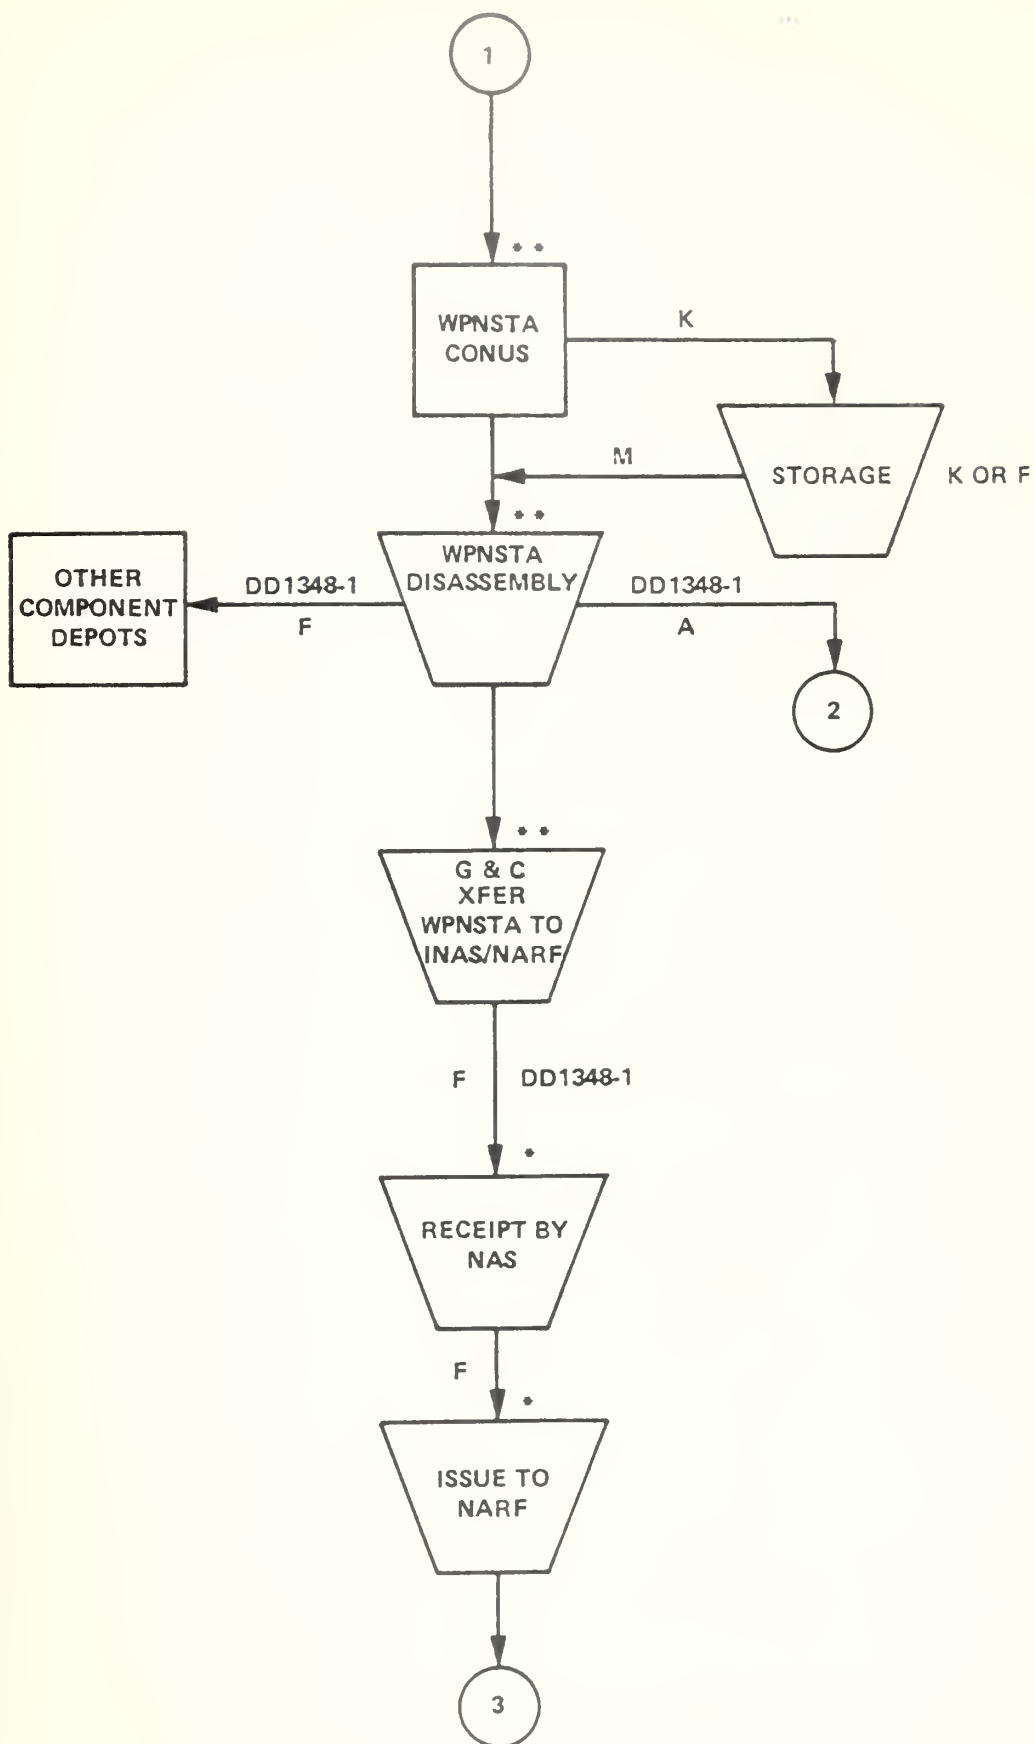 1
* *
WPNSTA
CONUS
K
M
STORAGE
K OR F
* *
WPNSTA
DISASSEMBLY
OTHER
COMPONENT
DEPOTS
DD1348-1
F
DD1348-1
A
2
* *
G & C
XFER
WPNSTA TO
INAS/NARF
F
DD1348-1
*
RECEIPT BY
NAS
F
*
ISSUE TO
NARF
3